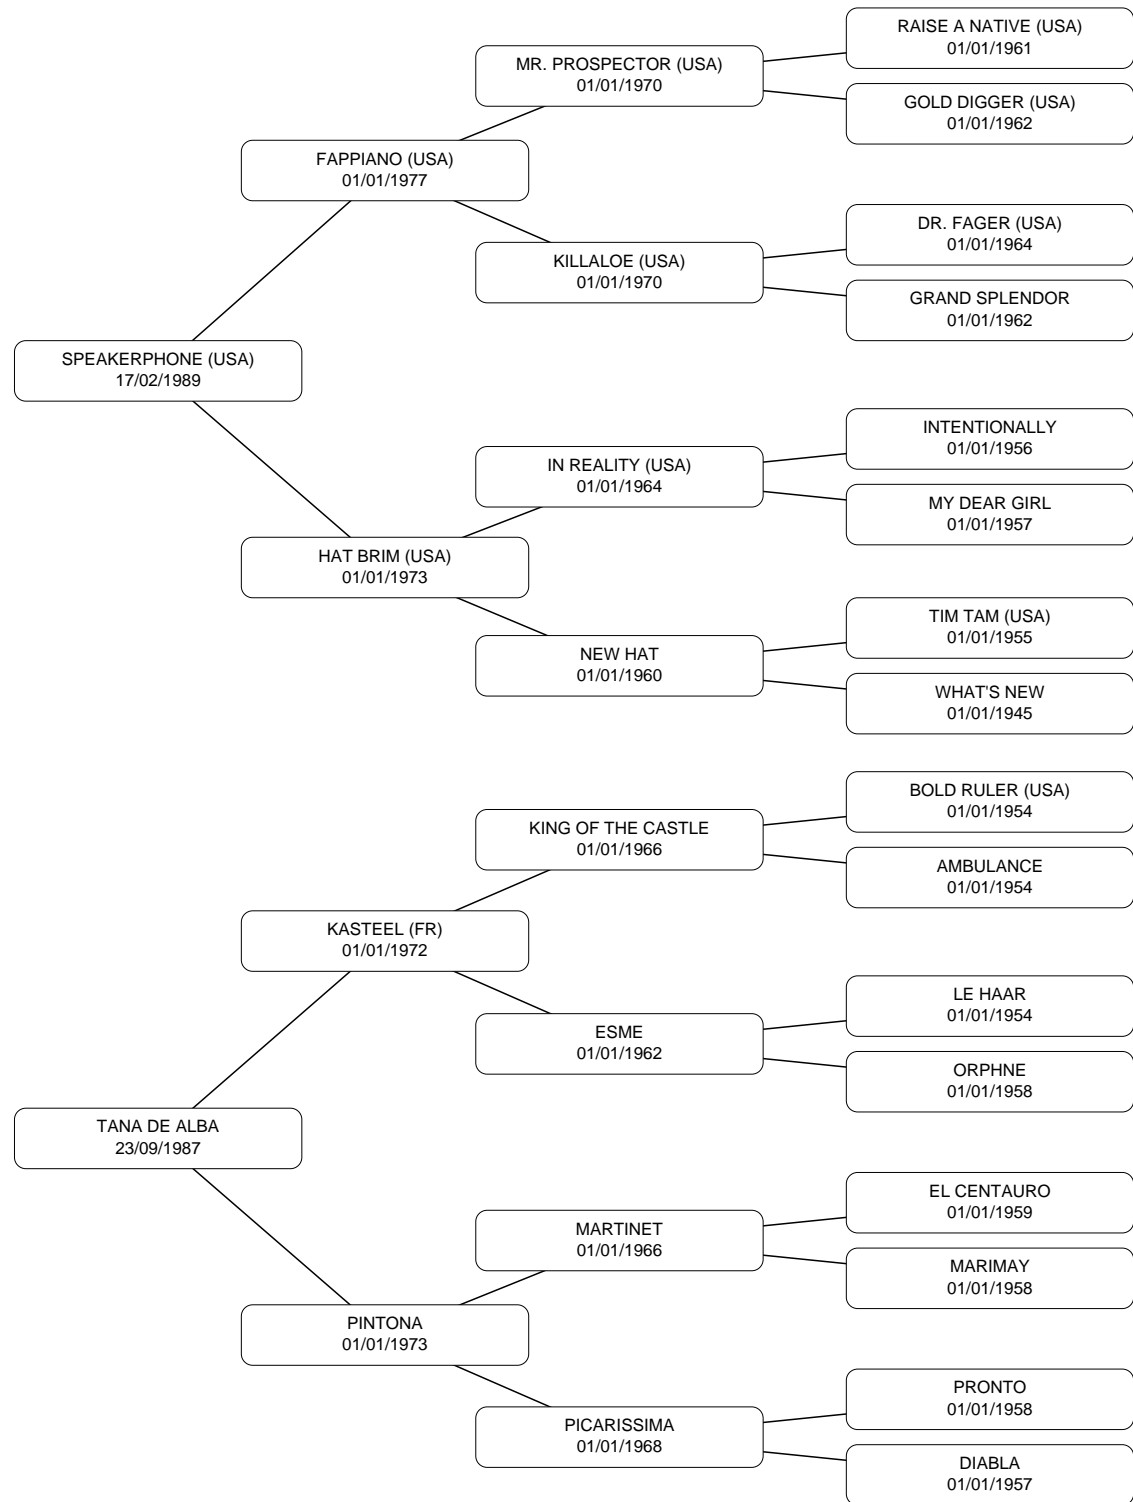 RAISE A NATIVE (USA)
01/01/1961
MR. PROSPECTOR (USA)
01/01/1970
GOLD DIGGER (USA)
01/01/1962
FAPPIANO (USA)
01/01/1977
DR. FAGER (USA)
01/01/1964
KILLALOE (USA)
01/01/1970
GRAND SPLENDOR
01/01/1962
SPEAKERPHONE (USA)
17/02/1989
INTENTIONALLY
01/01/1956
IN REALITY (USA)
01/01/1964
MY DEAR GIRL
01/01/1957
HAT BRIM (USA)
01/01/1973
TIM TAM (USA)
01/01/1955
NEW HAT
01/01/1960
WHAT'S NEW
01/01/1945
BOLD RULER (USA)
01/01/1954
KING OF THE CASTLE
01/01/1966
AMBULANCE
01/01/1954
KASTEEL (FR)
01/01/1972
LE HAAR
01/01/1954
ESME
01/01/1962
ORPHNE
01/01/1958
TANA DE ALBA
23/09/1987
EL CENTAURO
01/01/1959
MARTINET
01/01/1966
MARIMAY
01/01/1958
PINTONA
01/01/1973
PRONTO
01/01/1958
PICARISSIMA
01/01/1968
DIABLA
01/01/1957